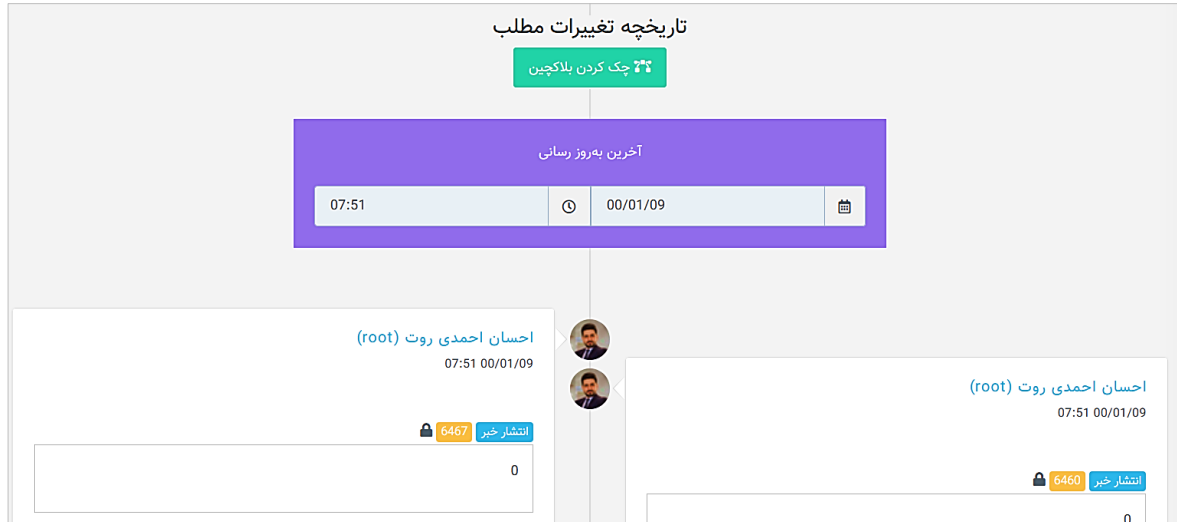 تاریخچه تغییرات مطلب
چک کردن بلاکچین
آخرین به‌روز رسانی
00/01/09
07:51
احسان احمدی روت (root)
07:51 00/01/09
انتشار خبر 6467
0
احسان احمدی روت (root)
07:51 00/01/09
انتشار خبر 6460
0